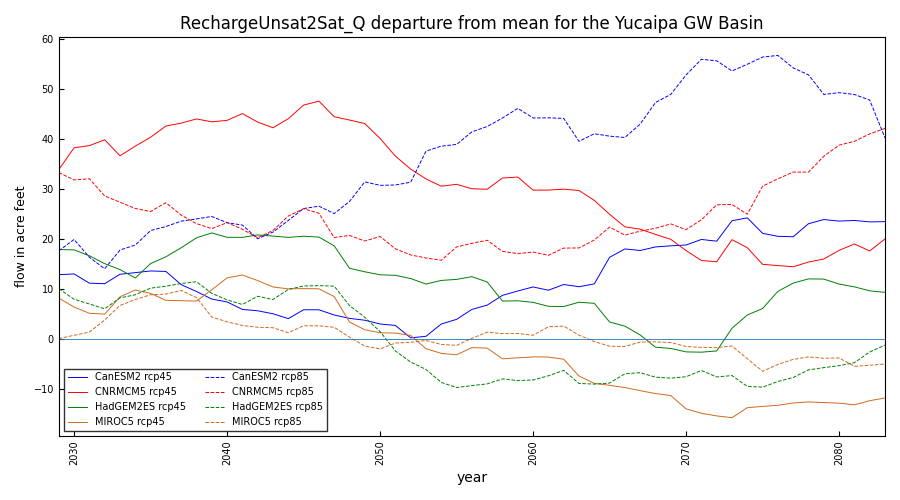 RechargeUnsat2Sat_Q departure from mean for the Yucaipa GW Basin
60
50
40
30
20
10
0
−10
flow in acre feet
CanESM2 rcp45 CanESM2 rcp85
CNRMCM5 rcp45 CNRMCM5 rcp85
HadGEM2ES rcp45 HadGEM2ES rcp85
MIROC5 rcp45 MIROC5 rcp85
2030 2040 2050 2060 2070 2080
year